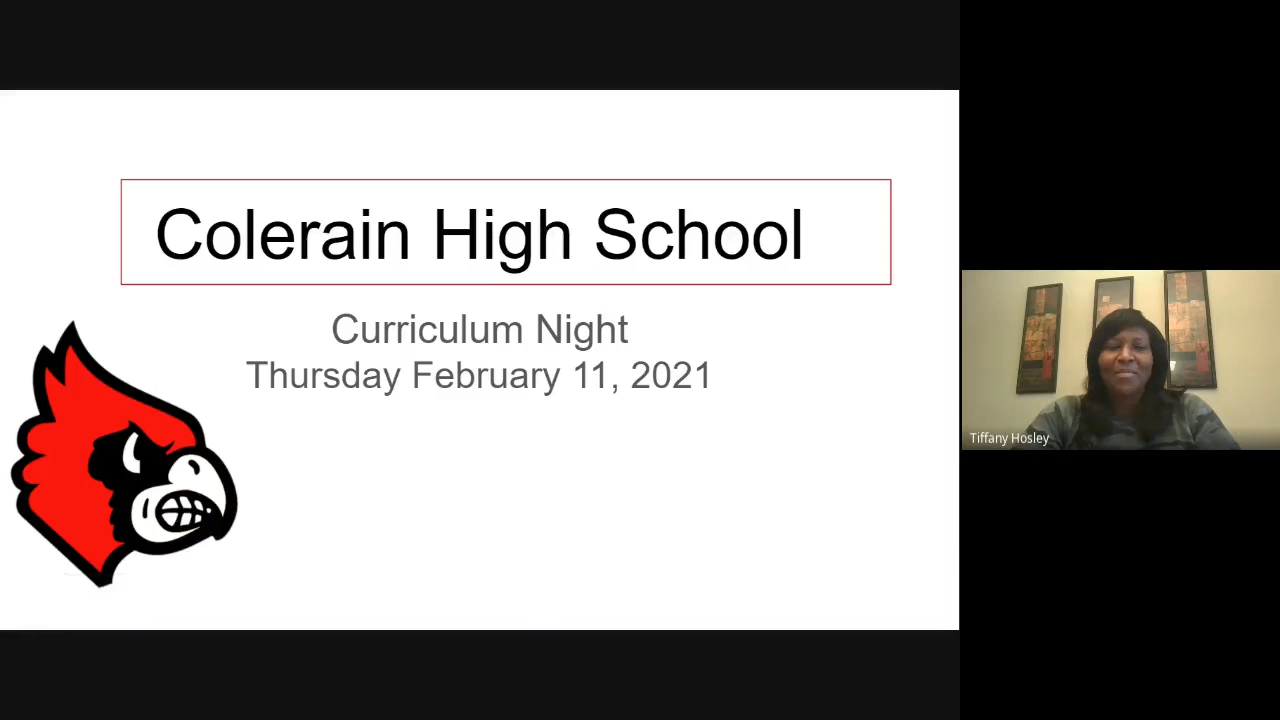 Colerain High School
Curriculum Night
Thursday February 11, 2021
Tiffany Hosley